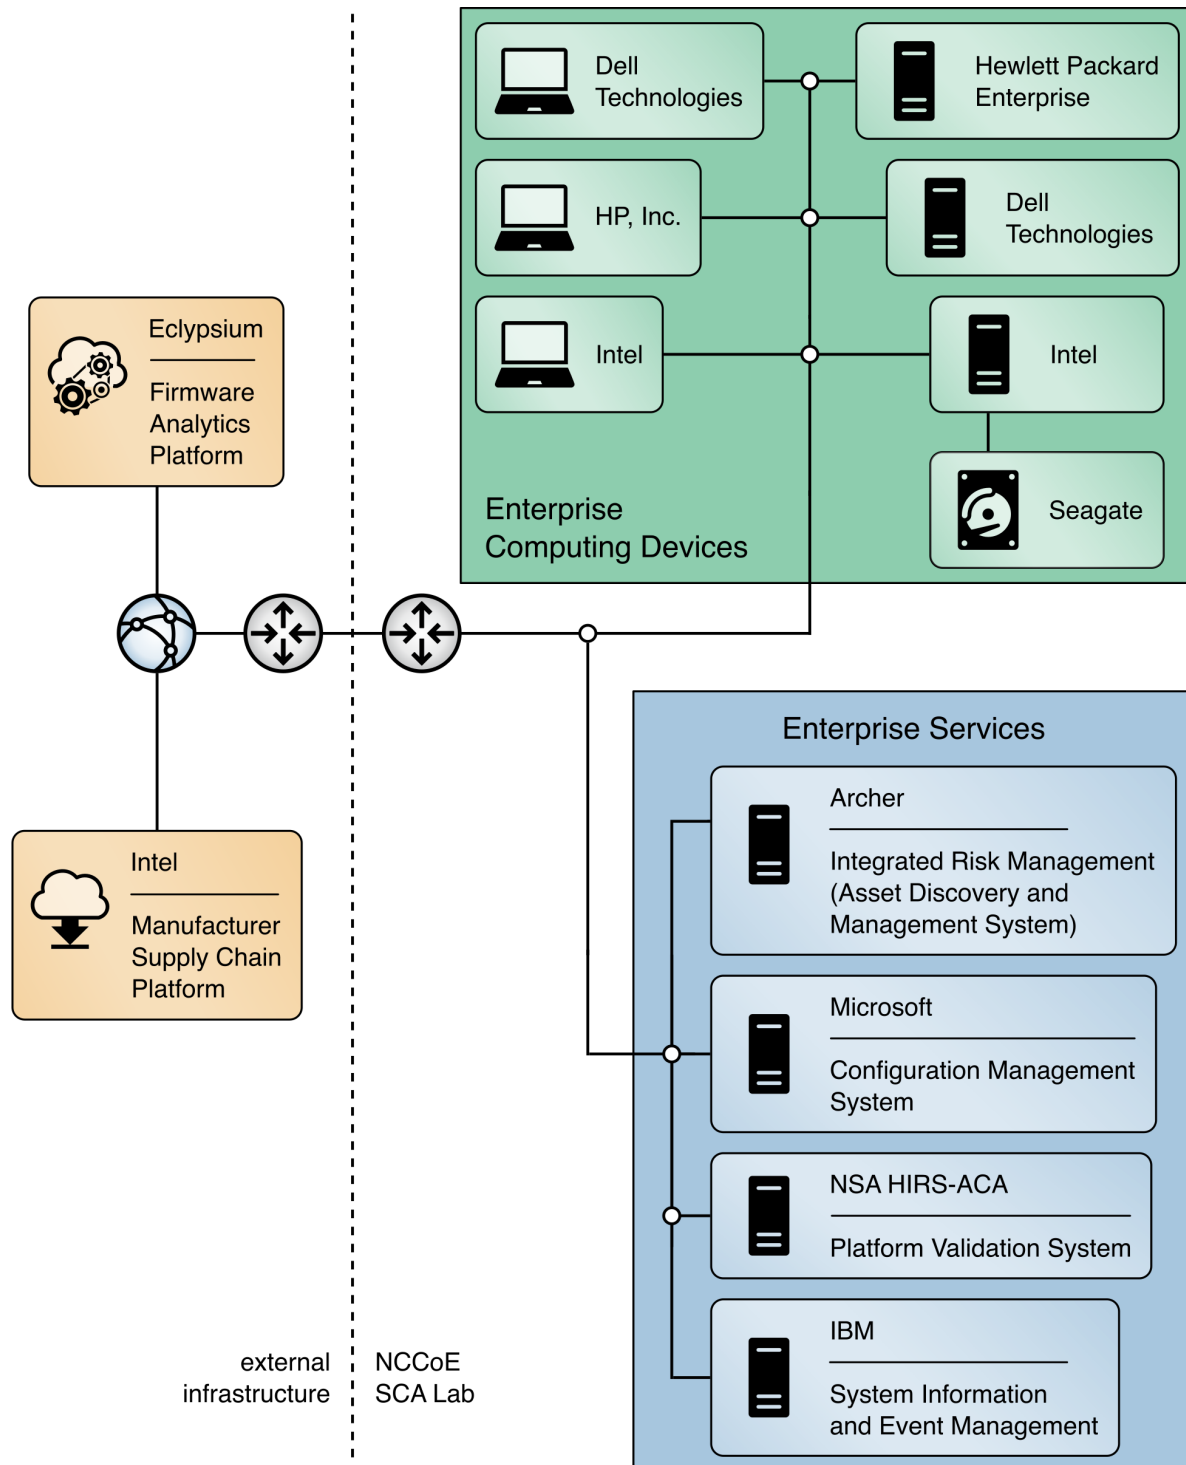 Dell
Technologies
Hewlett Packard
Enterprise
HP, Inc.
Dell
Technologies
Intel
Intel
Seagate
Enterprise
Computing Devices
Eclypsium
Firmware
Analytics
Platform
Intel
Manufacturer
Supply Chain
Platform
Enterprise Services
Archer
Integrated Risk Management
(Asset Discovery and
Management System)
Microsoft
Configuration Management
System
NSA HIRS-ACA
Platform Validation System
IBM
System Information
and Event Management
external
infrastructure
NCCoE
SCA Lab